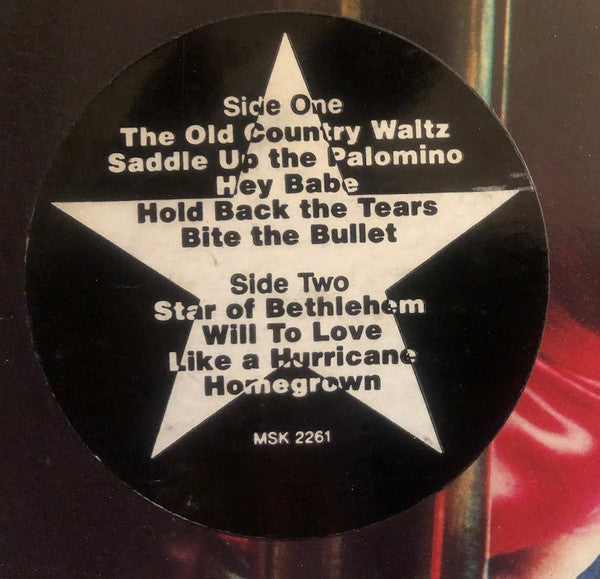 Side One
The Old Country Waltz
Saddle Up the Palomino
Hey Babe
Hold Back the Tears
Bite the Bullet
Side Two
Star of Bethlehem
Will To Love
Like a Hurricane
Homegrown
MSK 2261